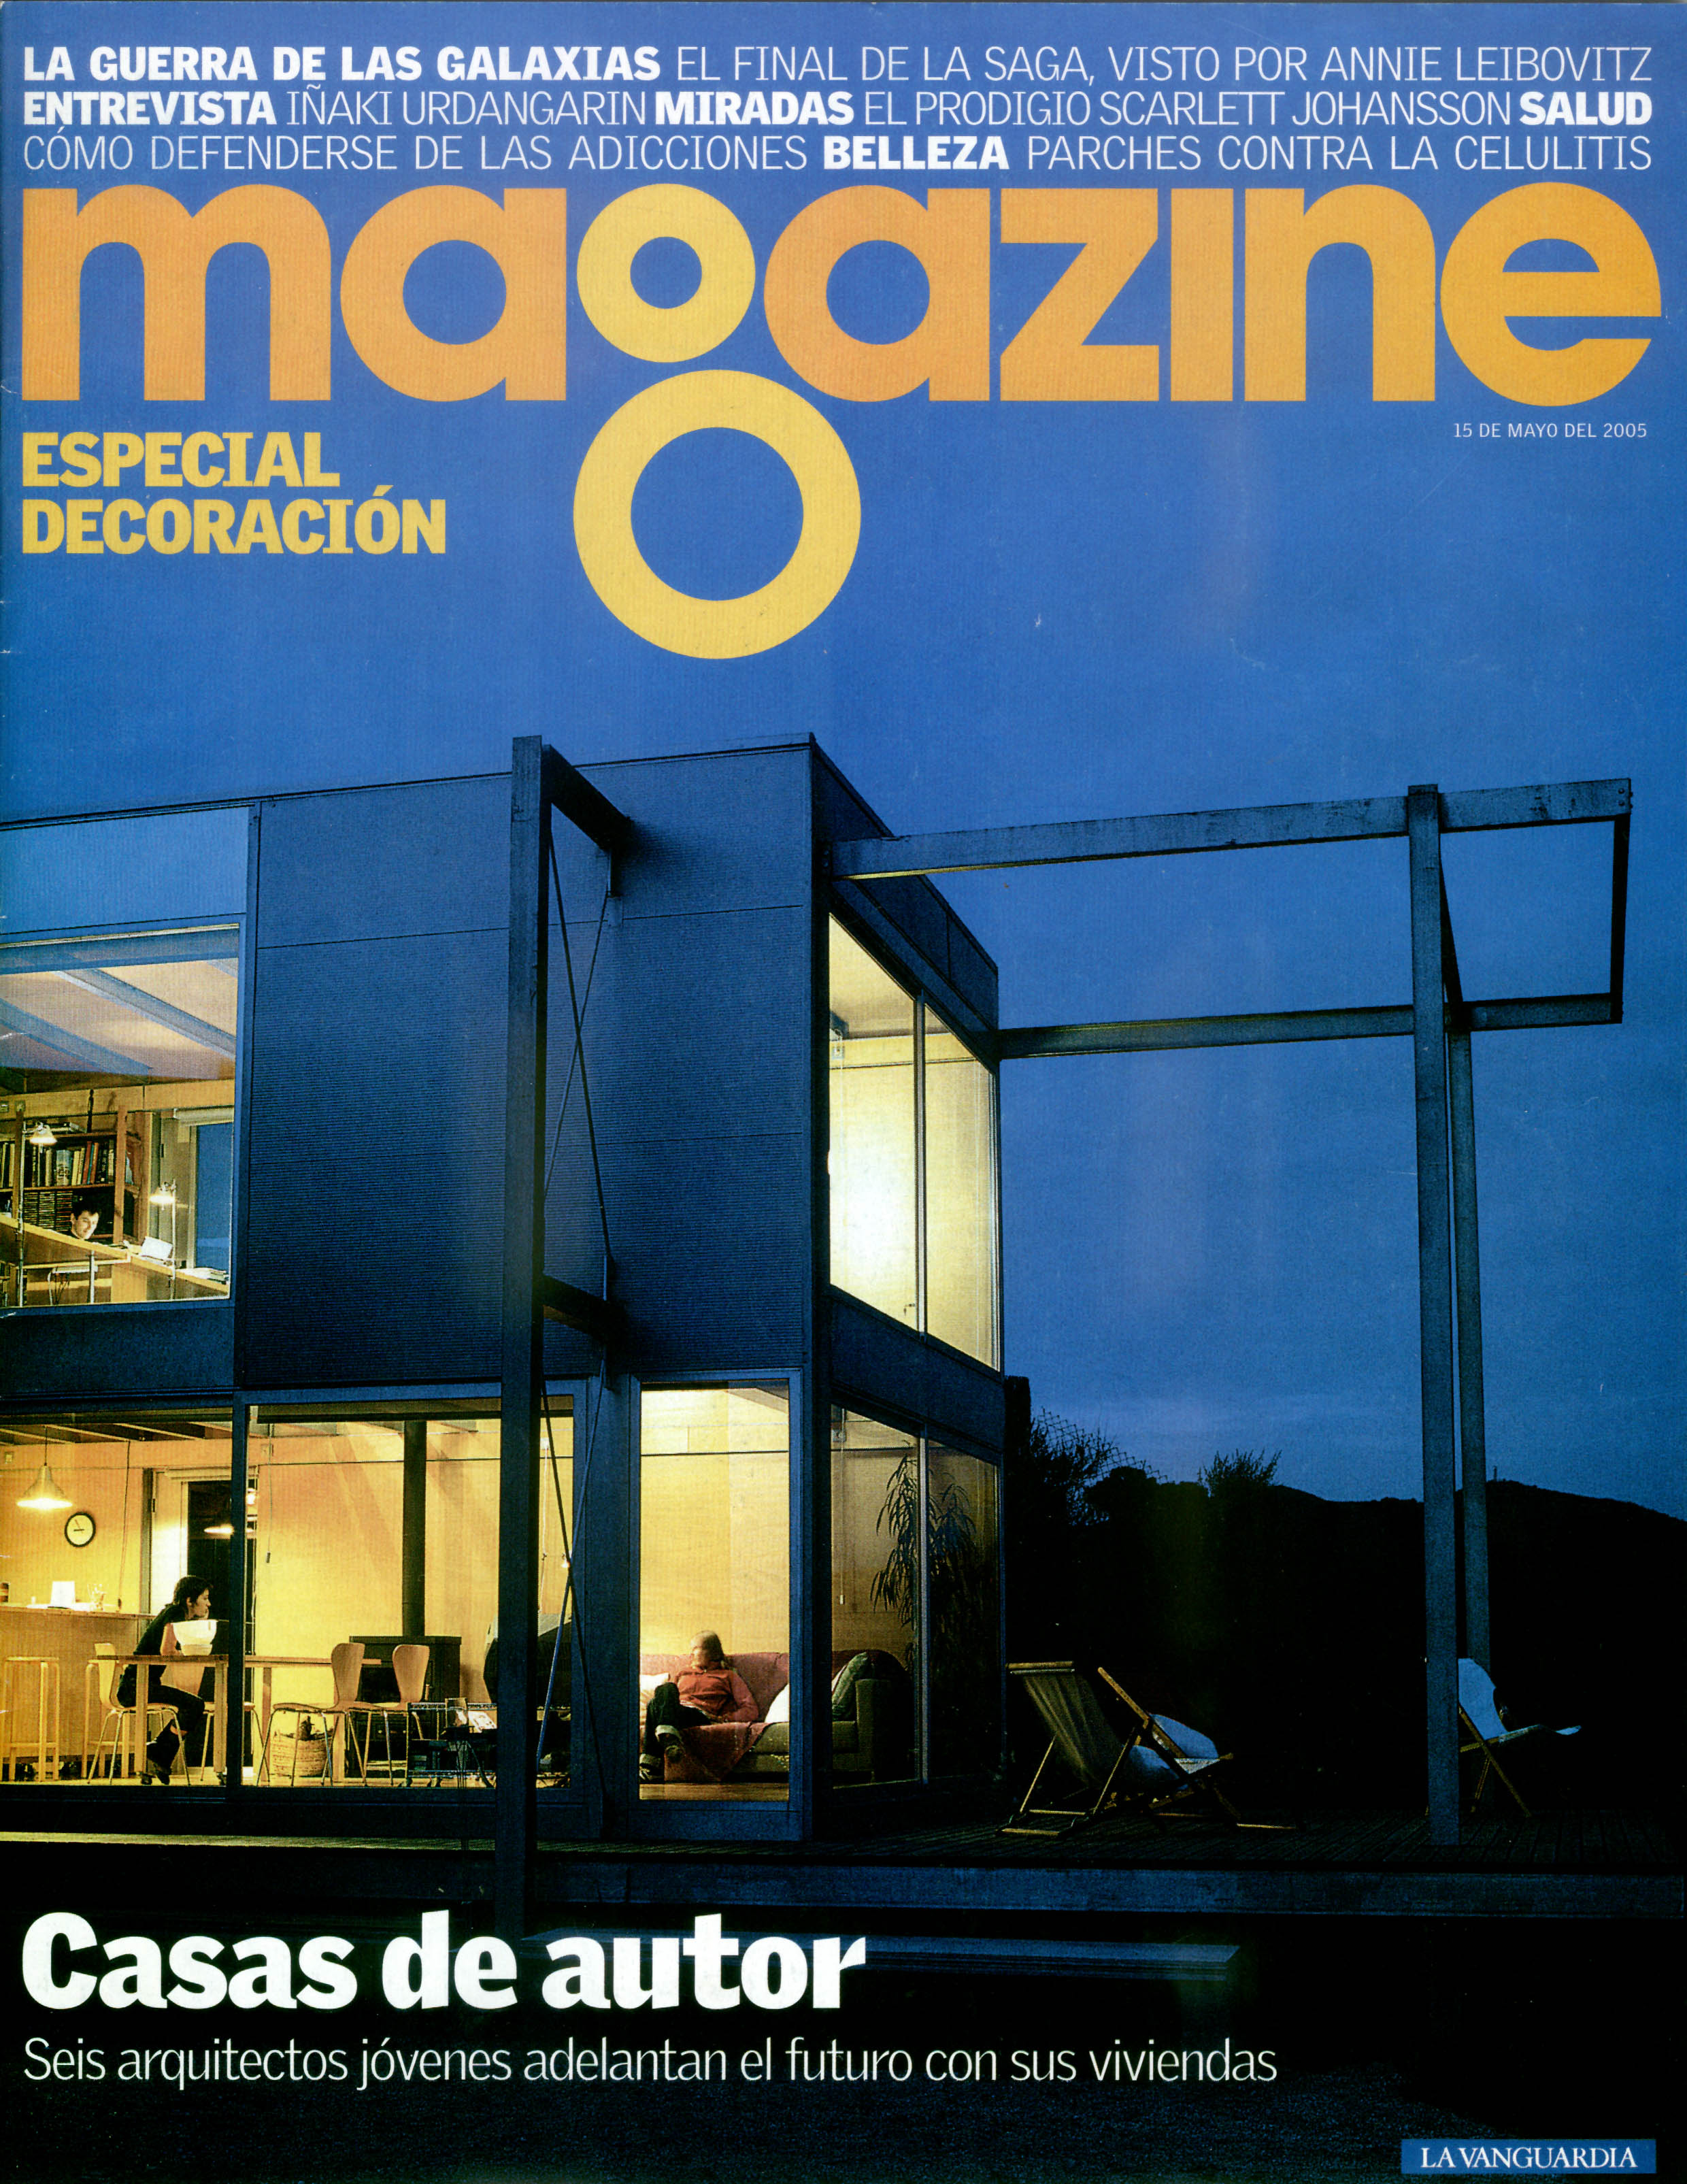 LA GUERRA DE LAS GALAXIAS EL FINAL DE LA SAGA, VISTO POR ANNIE LEIBOVITZ
ENTREVISTA IÑAKI URDANGARIN MIRADAS EL PRODIGIO SCARLETT JOHANSSON SALUD
CÓMO DEFENDERSE DE LAS ADICCIONES BELLEZA PARCHES CONTRA LA CELULITIS
magazine
15 DE MAYO DEL 2005
ESPECIAL
DECORACIÓN
Casas de autor
Seis arquitectos jóvenes adelantan el futuro con sus viviendas
LA VANGUARDIA